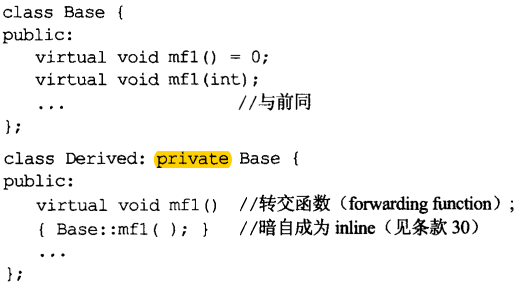 class Base {
public:
    virtual void mf1() = 0;
    virtual void mf1(int);
    ...                    //与前同
};
class Derived: private Base {
public:
    virtual void mf1()  //转交函数（forwarding function）;
    { Base::mf1( ); }   //暗自成为 inline（见条款 30）
    ...
};